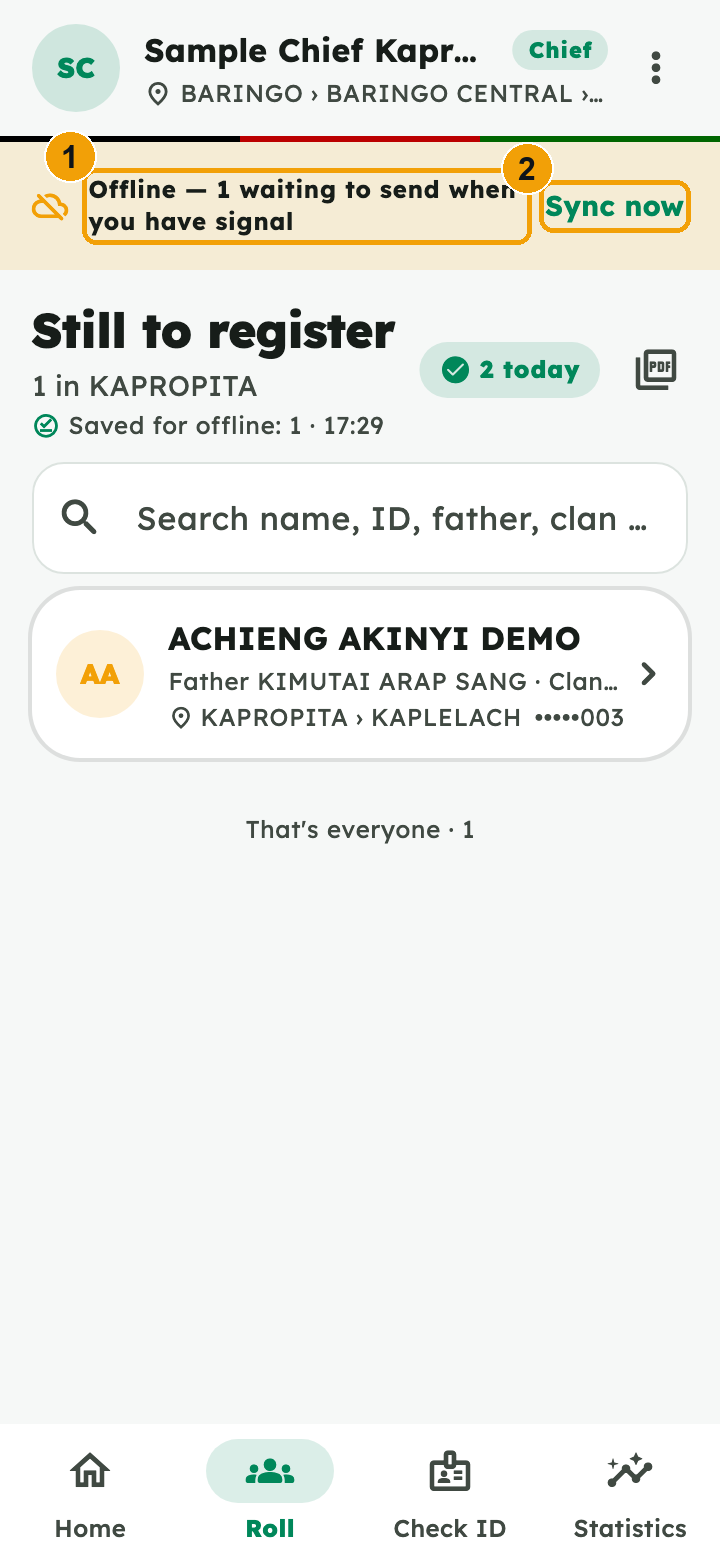 SC
Sample Chief Kapr...
Chief
BARINGO › BARINGO CENTRAL ›...
1
2
Offline — 1 waiting to send when
you have signal
Sync now
Still to register
1 in KAPROPITA
Saved for offline: 1 · 17:29
2 today
PDF
Search name, ID, father, clan ...
AA
ACHIENG AKINYI DEMO
Father KIMUTAI ARAP SANG · Clan...
KAPROPITA › KAPLELACH •••••003
That's everyone · 1
Home
Roll
Check ID
Statistics